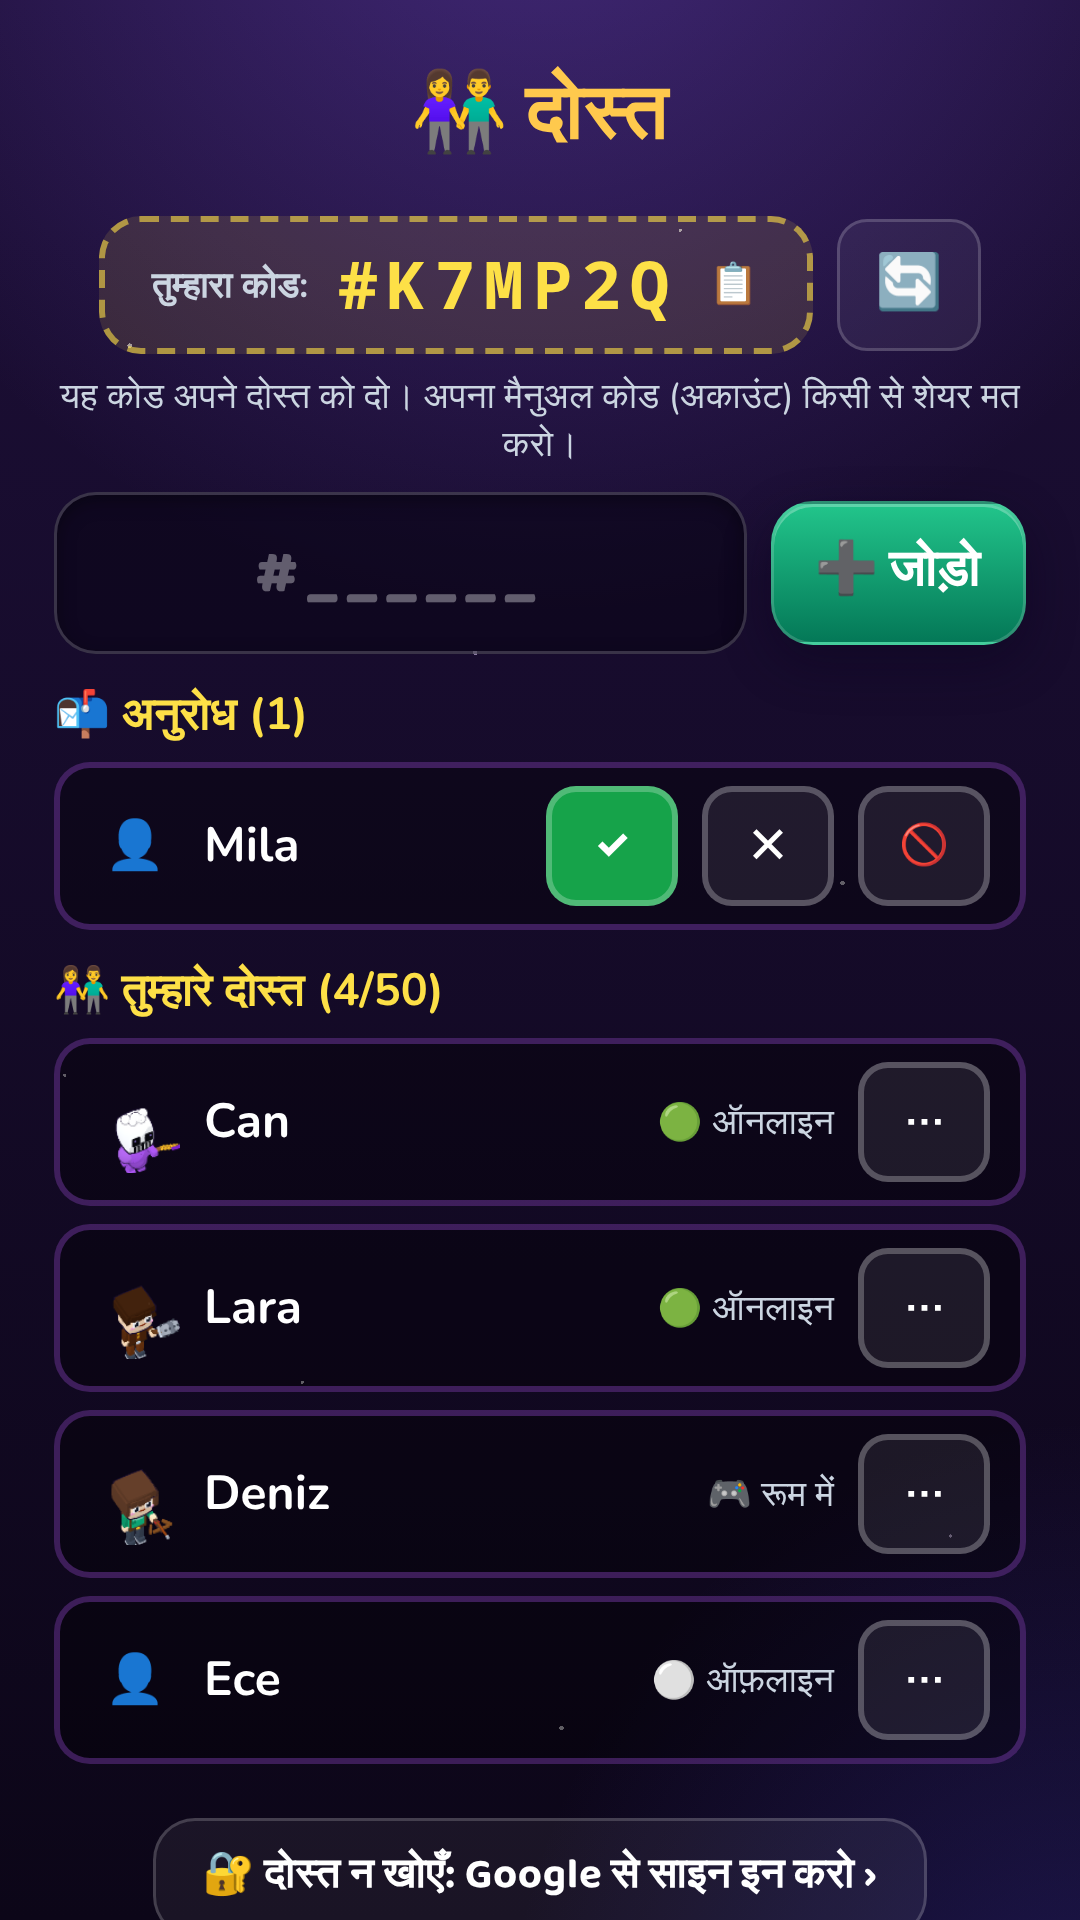 दोस्त
तुम्हारा कोड: #K7MP2Q
यह कोड अपने दोस्त को दो। अपना मैनुअल कोड (अकाउंट) किसी से शेयर मत
करो।
#______
➕ जोड़ो
अनुरोध (1)
Mila
तुम्हारे दोस्त (4/50)
Can ऑनलाइन ...
Lara ऑनलाइन ...
Deniz रूम में ...
Ece ऑफ़लाइन ...
दोस्त न खोएँ: Google से साइन इन करो ›